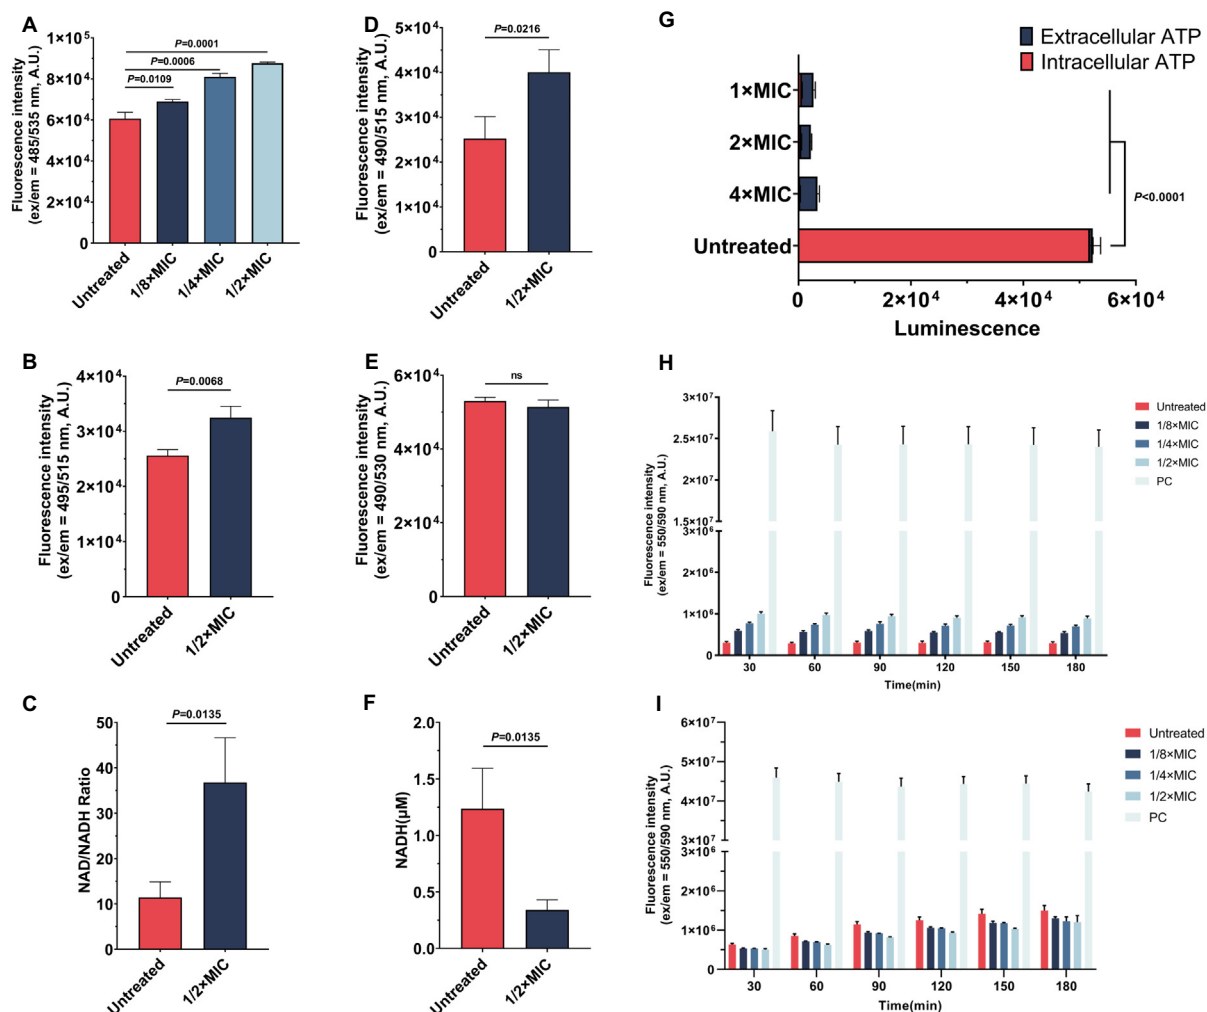 A
Fluorescence intensity
(ex/em = 485/535 nm, A.U.)
1×10⁵
8×10⁴
6×10⁴
4×10⁴
2×10⁴
0
P=0.0001
P=0.0006
P=0.0109
Untreated
1/8×MIC
1/4×MIC
1/2×MIC
D
Fluorescence intensity
(ex/em = 490/515 nm, A.U.)
5×10⁴
4×10⁴
3×10⁴
2×10⁴
1×10⁴
0
P=0.0216
Untreated
1/2×MIC
G
Extracellular ATP
Intracellular ATP
1×MIC
2×MIC
4×MIC
Untreated
P<0.0001
0
2×10⁴
4×10⁴
6×10⁴
Luminescence
B
Fluorescence intensity
(ex/em = 495/515 nm, A.U.)
4×10⁴
3×10⁴
2×10⁴
1×10⁴
0
P=0.0068
Untreated
1/2×MIC
E
Fluorescence intensity
(ex/em = 490/530 nm, A.U.)
6×10⁴
4×10⁴
2×10⁴
0
ns
Untreated
1/2×MIC
H
Fluorescence intensity
(ex/em = 550/590 nm, A.U.)
3×10⁷
2.5×10⁷
2×10⁷
1.5×10⁷
3×10⁶
2×10⁶
1×10⁶
0
30
60
90
120
150
180
Time(min)
Untreated
1/8×MIC
1/4×MIC
1/2×MIC
PC
C
NAD/NADH Ratio
50
40
30
20
10
0
P=0.0135
Untreated
1/2×MIC
F
NADH(μM)
2.0
1.5
1.0
0.5
0.0
P=0.0135
Untreated
1/2×MIC
I
Fluorescence intensity
(ex/em = 550/590 nm, A.U.)
6×10⁷
5×10⁷
4×10⁷
3×10⁷
3×10⁶
2×10⁶
1×10⁶
0
30
60
90
120
150
180
Time(min)
Untreated
1/8×MIC
1/4×MIC
1/2×MIC
PC